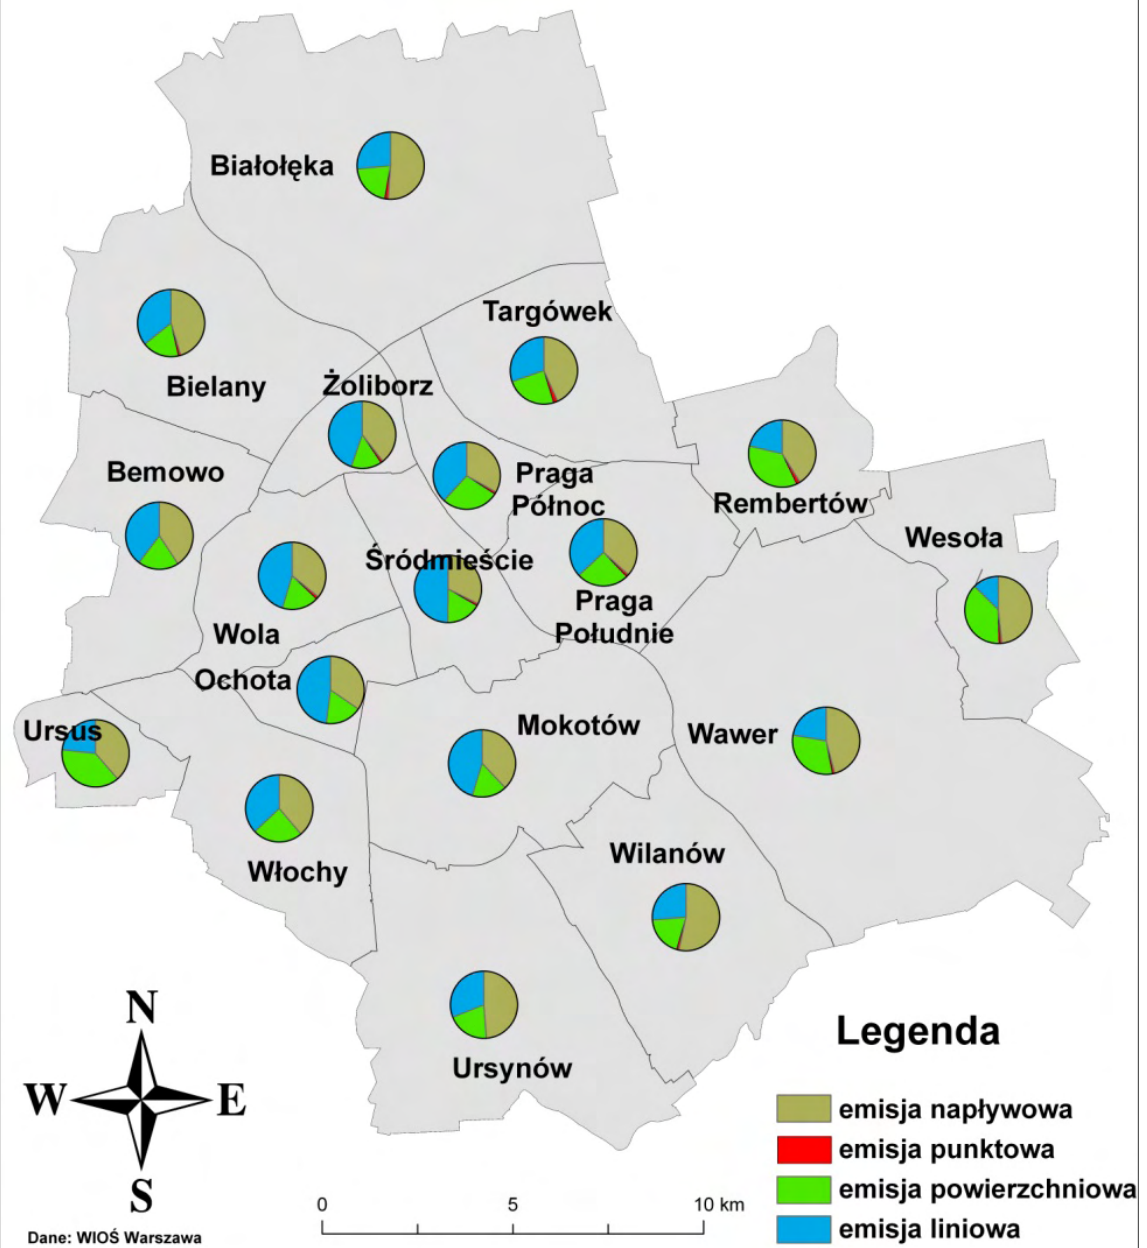 Białołęka
Targówek
Bielany
Żoliborz
Bemowo
Praga
Północ
Rembertów
Wesoła
Śródmieście
Praga
Południe
Wola
Ochota
Ursus
Mokotów
Wawer
Włochy
Wilanów
Ursynów
N
W
E
S
Legenda
emisja napływowa
emisja punktowa
emisja powierzchniowa
emisja liniowa
0 5 10 km
Dane: WIOŚ Warszawa